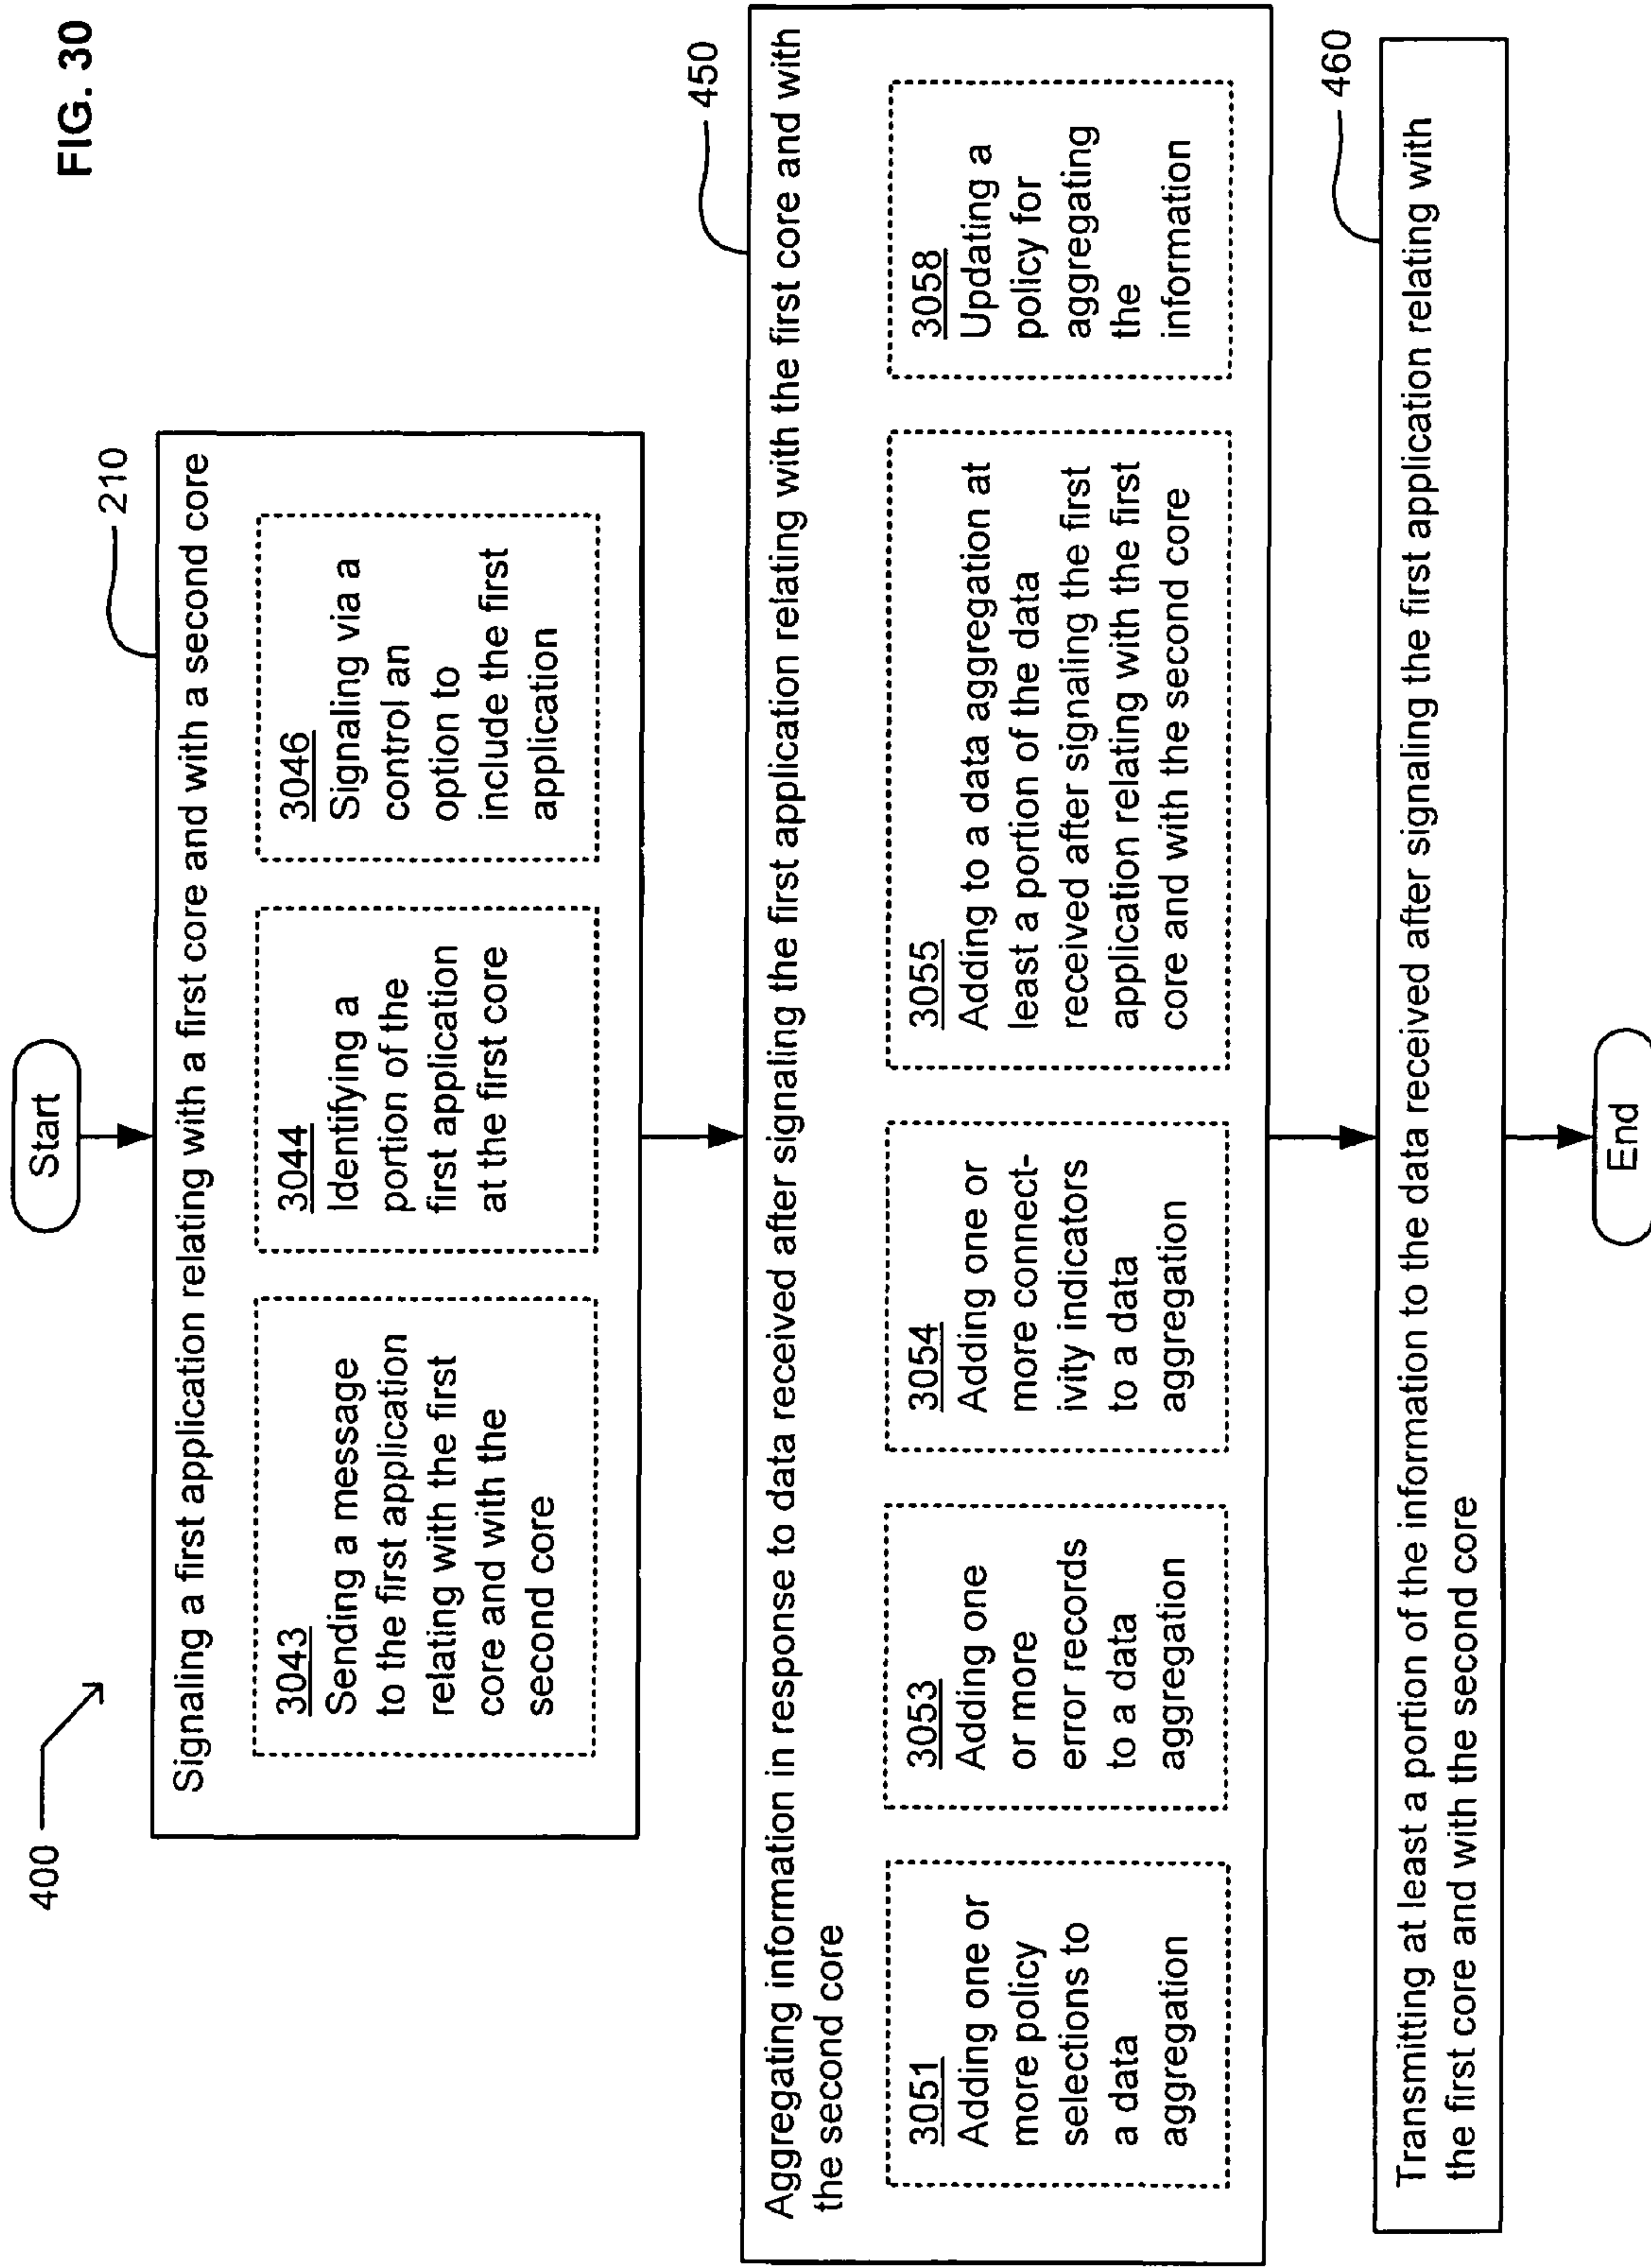 FIG. 30
400
Start
210
Signaling a first application relating with a first core and with a second core
3043
Sending a message
to the first application
relating with the first
core and with the
second core
3044
Identifying a
portion of the
first application
at the first core
3046
Signaling via a
control an
option to
include the first
application
450
Aggregating information in response to data received after signaling the first application relating with the first core and with
the second core
3051
Adding one or
more policy
selections to
a data
aggregation
3053
Adding one
or more
error records
to a data
aggregation
3054
Adding one or
more connect-
ivity indicators
to a data
aggregation
3055
Adding to a data aggregation at
least a portion of the data
received after signaling the first
application relating with the first
core and with the second core
3058
Updating a
policy for
aggregating
the
information
460
Transmitting at least a portion of the information to the data received after signaling the first application relating with
the first core and with the second core
End